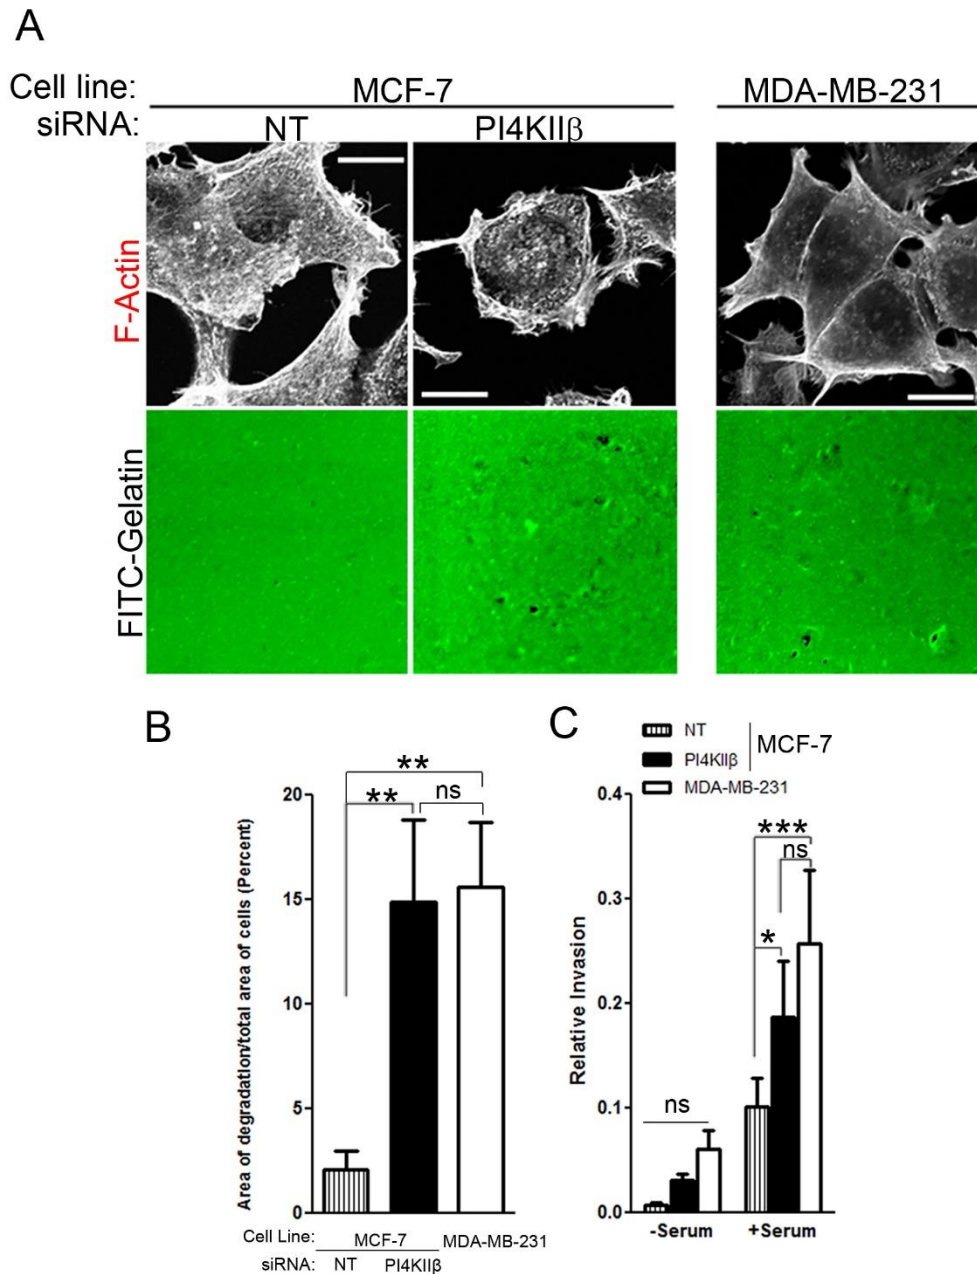 A
Cell line: MCF-7 MDA-MB-231
siRNA: NT PI4KIIβ
F-Actin
FITC-Gelatin
B
Area of degradation/total area of cells (Percent)
20
15
10
5
0
**
** ns
Cell Line: MCF-7 MDA-MB-231
siRNA: NT PI4KIIβ
C
NT
PI4KIIβ
MCF-7
MDA-MB-231
Relative Invasion
0.4
0.3
0.2
0.1
0.0
***
ns
*
ns
-Serum +Serum